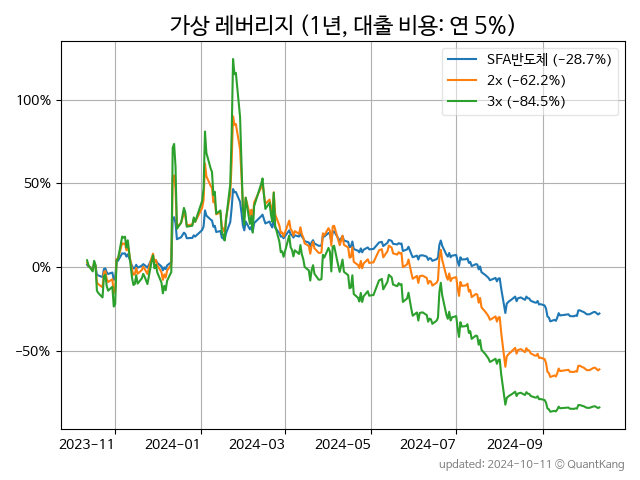 가상 레버리지 (1년, 대출 비용: 연 5%)
SFA반도체 (−28.7%)
2x (−62.2%)
3x (−84.5%)
100%
50%
0%
−50%
2023-11 2024-01 2024-03 2024-05 2024-07 2024-09
updated: 2024-10-11 © QuantKang